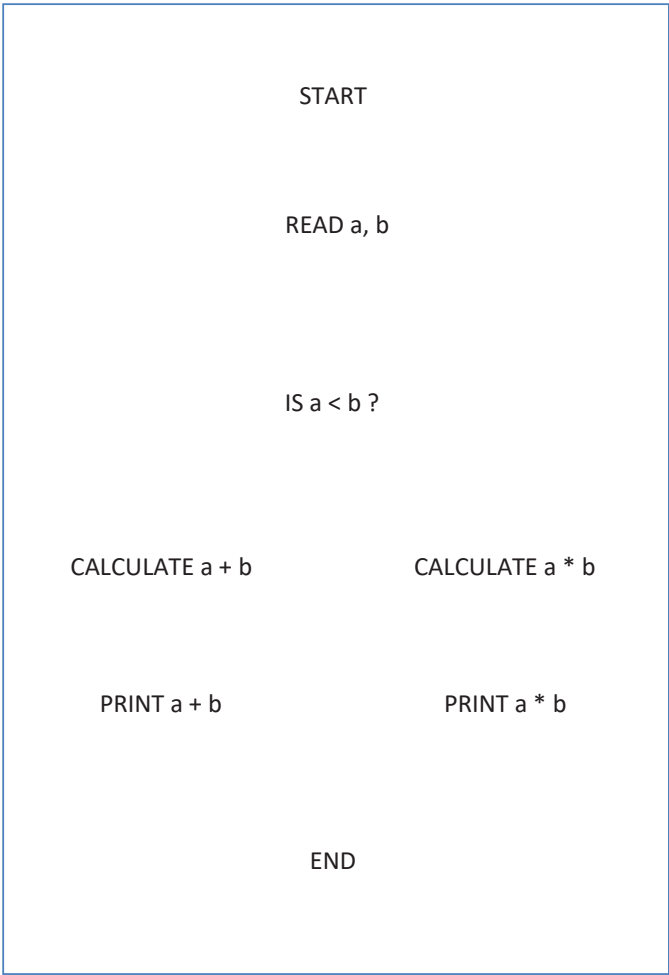 START
READ a, b
IS a < b ?
CALCULATE a + b
CALCULATE a * b
PRINT a + b
PRINT a * b
END